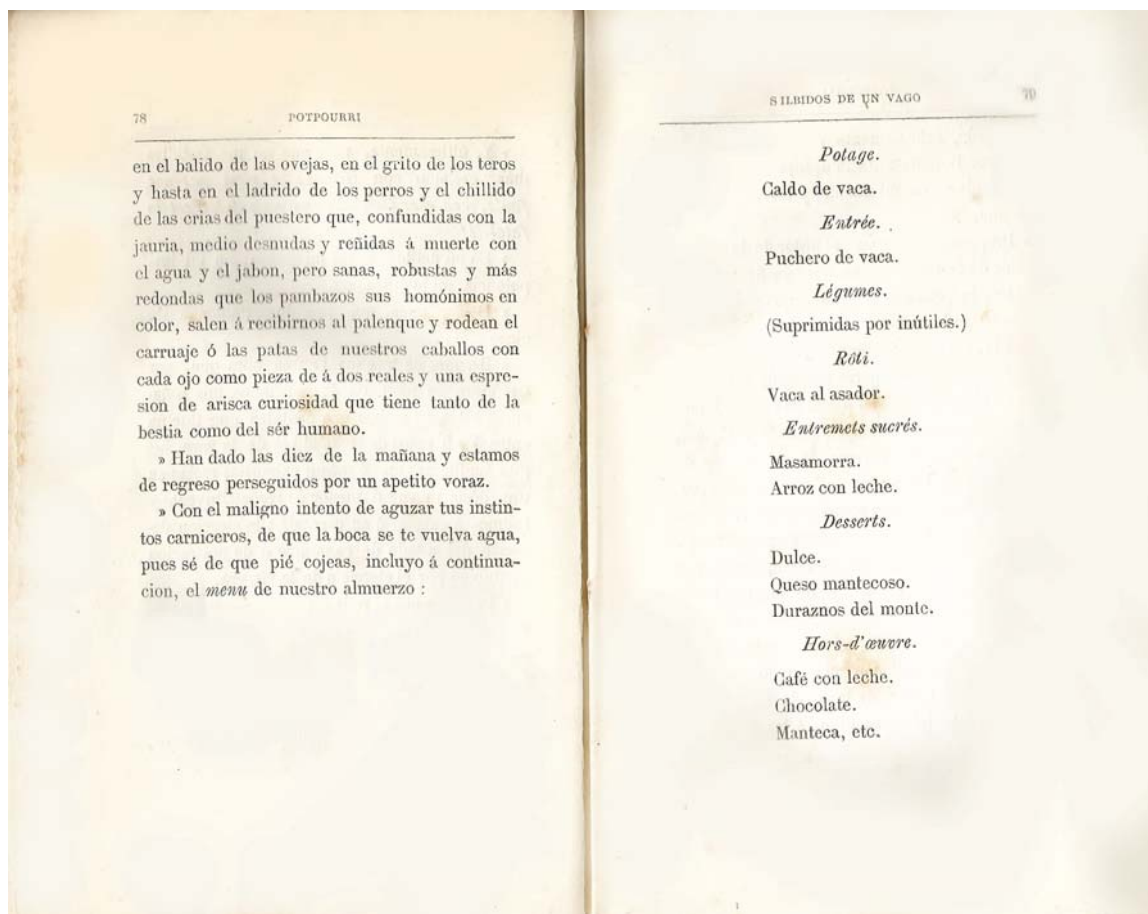 78 POTPOURRI
en el balido de las ovejas, en el grito de los teros
y hasta en el ladrido de los perros y el chillido
de las crias del puestero que, confundidas con la
jauria, medio desnudas y reñidas á muerte con
el agua y el jabon, pero sanas, robustas y más
redondas que los pambazos sus homónimos en
color, salen á recibirnos al palenque y rodean el
carruaje ó las patas de nuestros caballos con
cada ojo como pieza de á dos reales y una espre-
sion de arisca curiosidad que tiene tanto de la
bestia como del sér humano.
» Han dado las diez de la mañana y estamos
de regreso perseguidos por un apetito voraz.
» Con el maligno intento de aguzar tus instin-
tos carniceros, de que la boca se te vuelva agua,
pues sé de que pié cojeas, incluyo á continua-
cion, el menu de nuestro almuerzo :
SILBIDOS DE UN VAGO 79
Potage.
Caldo de vaca.
Entrée.
Puchero de vaca.
Légumes.
(Suprimidas por inútiles.)
Rôti.
Vaca al asador.
Entremets sucrés.
Masamorra.
Arroz con leche.
Desserts.
Dulce.
Queso mantecoso.
Duraznos del monte.
Hors-d'œuvre.
Café con leche.
Chocolate.
Manteca, etc.